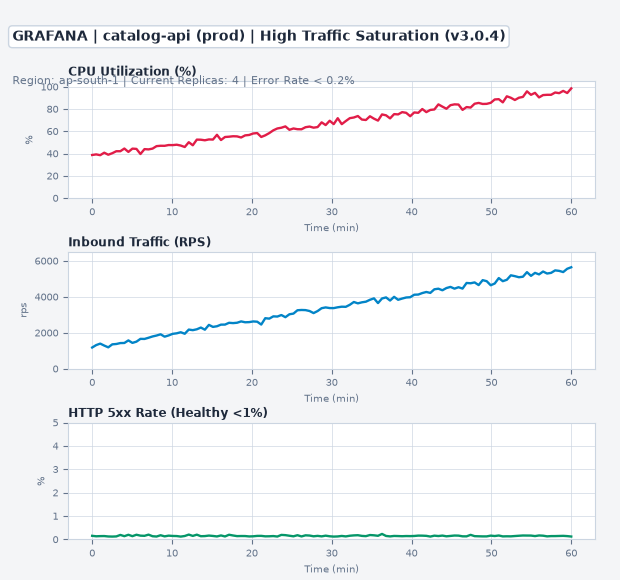 GRAFANA | catalog-api (prod) | High Traffic Saturation (v3.0.4)
CPU Utilization (%)
Region: ap-south-1 | Current Replicas: 4 | Error Rate < 0.2%
100
80
60
40
20
0
%
0 10 20 30 40 50 60
Time (min)
Inbound Traffic (RPS)
6000
4000
2000
0
rps
0 10 20 30 40 50 60
Time (min)
HTTP 5xx Rate (Healthy <1%)
5
4
3
2
1
0
%
0 10 20 30 40 50 60
Time (min)